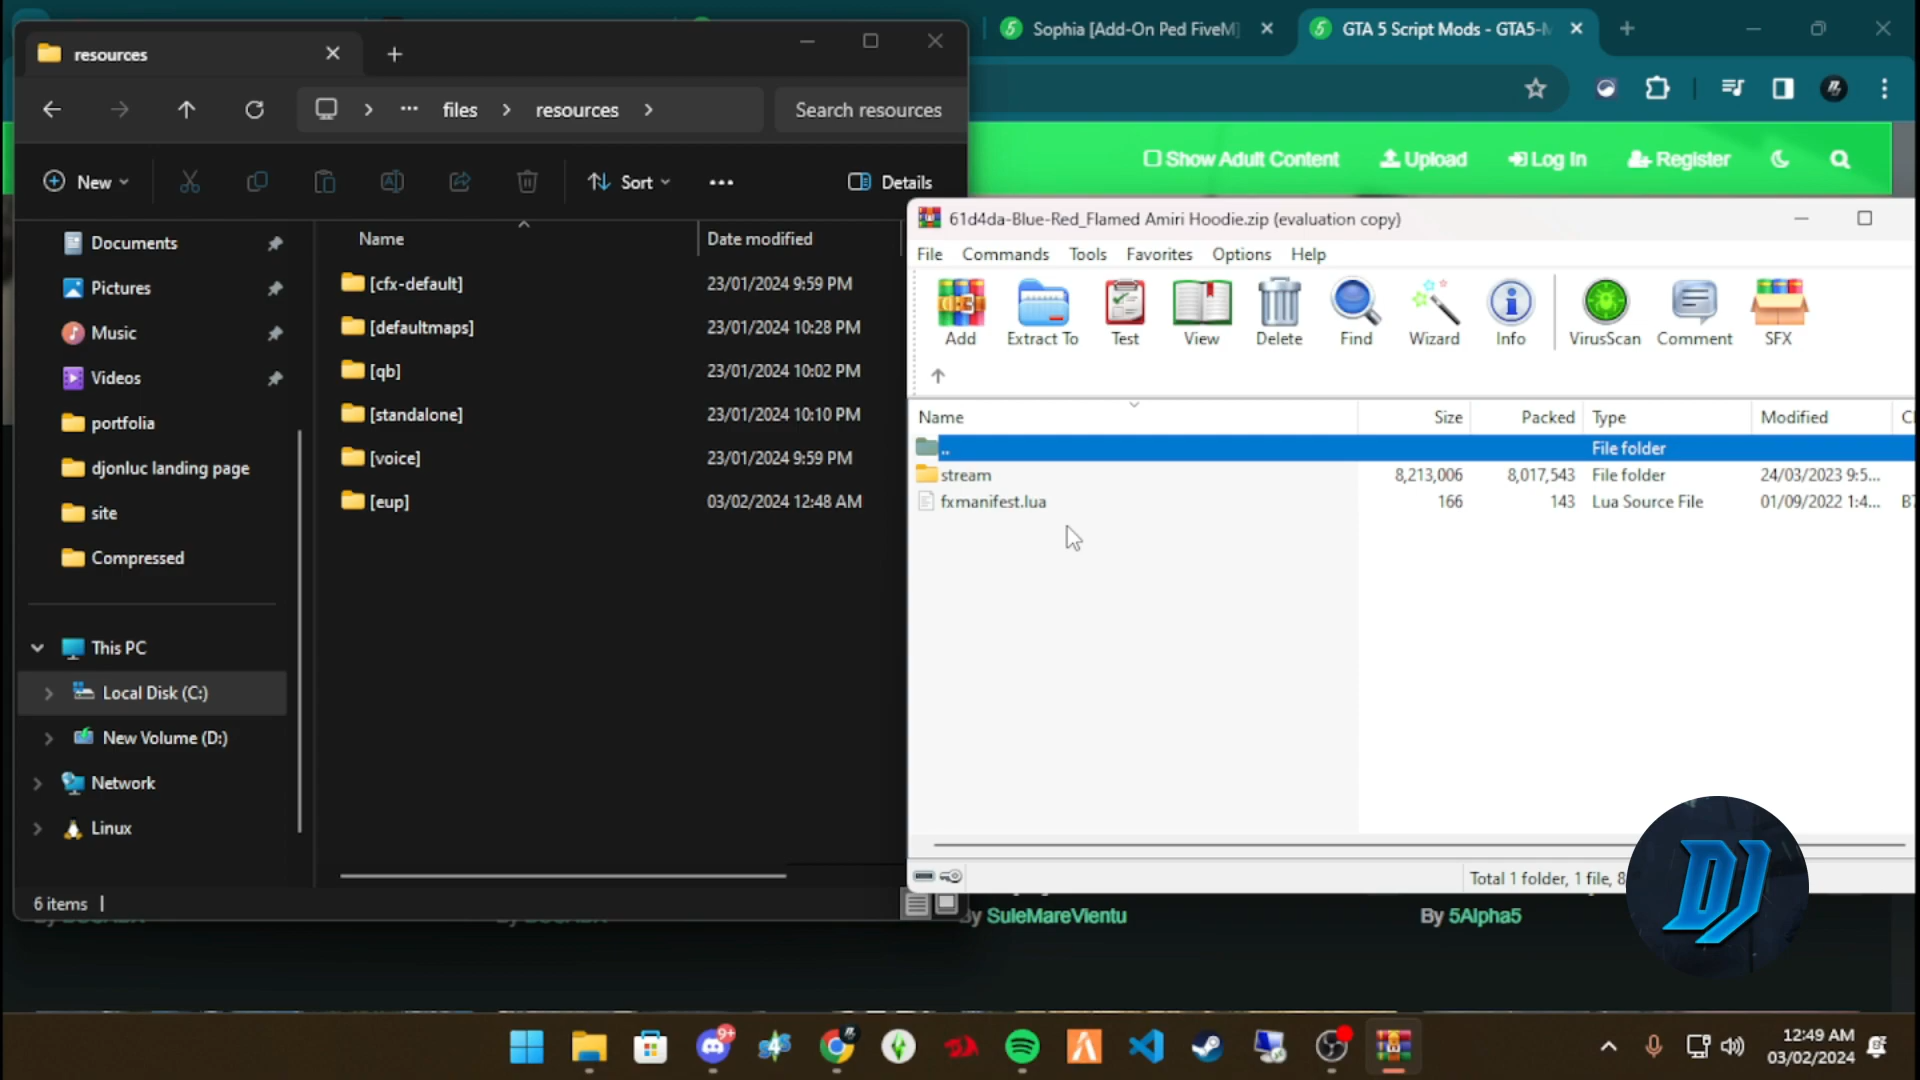 resources
Sophia [Add-On Ped FiveM]
GTA 5 Script Mods - GTA5-M
files
resources
Search resources
Show Adult Content
Upload
Log In
Register
New
Sort
Details
Name
Date modified
Documents
Pictures
Music
Videos
portfolia
djonluc landing page
site
Compressed
This PC
Local Disk (C:)
New Volume (D:)
Network
Linux
[cfx-default] 23/01/2024 9:59 PM
[defaultmaps] 23/01/2024 10:28 PM
[qb] 23/01/2024 10:02 PM
[standalone] 23/01/2024 10:10 PM
[voice] 23/01/2024 9:59 PM
[eup] 03/02/2024 12:48 AM
6 items
61d4da-Blue-Red_Flamed Amiri Hoodie.zip (evaluation copy)
File Commands Tools Favorites Options Help
Add Extract To Test View Delete Find Wizard Info VirusScan Comment SFX
Name Size Packed Type Modified
.. File folder
stream 8,213,006 8,017,543 File folder 24/03/2023 9:5...
fxmanifest.lua 166 143 Lua Source File 01/09/2022 1:4...
Total 1 folder, 1 file, 8
DJ
By SuleMareVientu
By 5Alpha5
9+
12:49 AM
03/02/2024